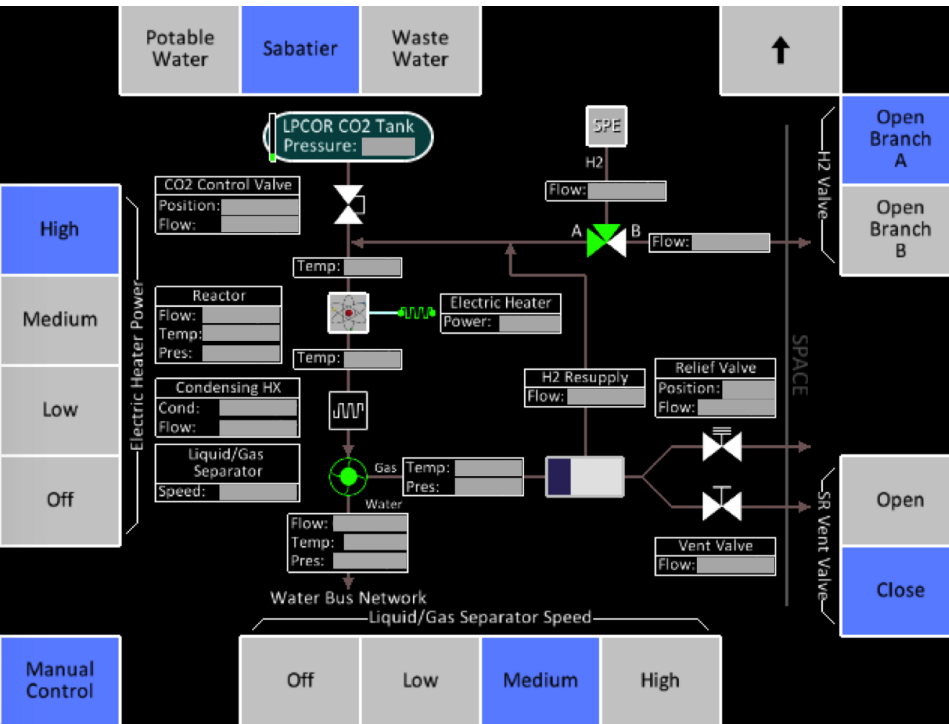 Potable
Water
Sabatier
Waste
Water
Open
Branch
A
Open
Branch
B
H2 Valve
LPCOR CO2 Tank
Pressure:
SPE
H2
Flow:
A
B
Flow:
CO2 Control Valve
Position:
Flow:
Temp:
High
Medium
Low
Off
Electric Heater Power
Reactor
Flow:
Temp:
Pres:
Electric Heater
Power:
Temp:
Condensing HX
Cond:
Flow:
H2 Resupply
Flow:
Relief Valve
Position:
Flow:
SPACE
Liquid/Gas
Separator
Speed:
Gas
Temp:
Pres:
Water
Flow:
Temp:
Pres:
Vent Valve
Flow:
Open
Close
SR Vent Valve
Water Bus Network
Liquid/Gas Separator Speed
Manual
Control
Off
Low
Medium
High